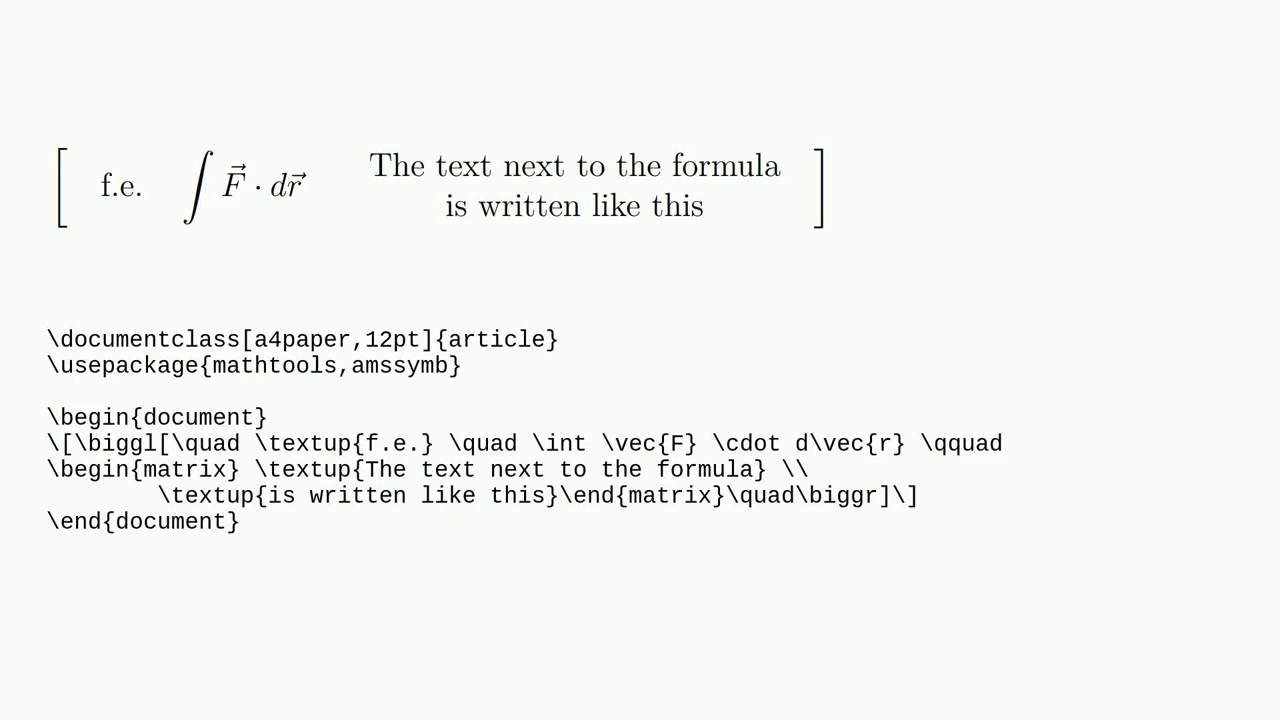 [ f.e. ∫ F⃗ · dr⃗ The text next to the formula
is written like this ]
\documentclass[a4paper,12pt]{article}
\usepackage{mathtools,amssymb}
\begin{document}
\[\biggl[\quad \textup{f.e.} \quad \int \vec{F} \cdot d\vec{r} \qquad
\begin{matrix} \textup{The text next to the formula} \\
\textup{is written like this}\end{matrix}\quad\biggr]\]
\end{document}